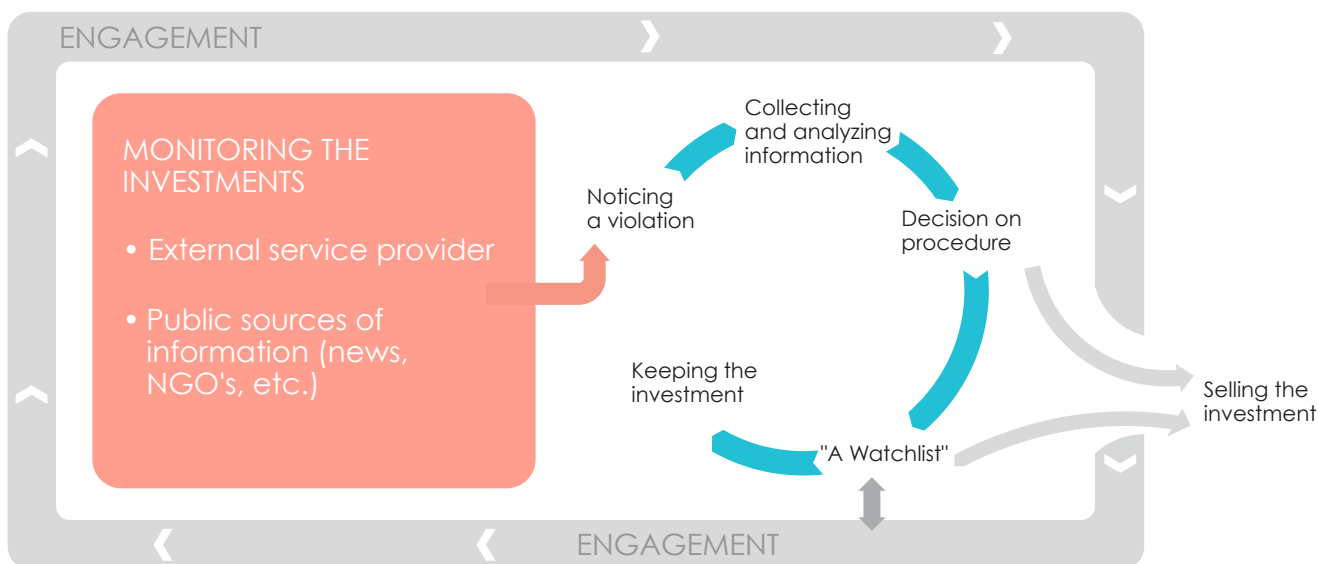 ENGAGEMENT
MONITORING THE
INVESTMENTS
• External service provider
• Public sources of
information (news,
NGO's, etc.)
Noticing
a violation
Collecting
and analyzing
information
Decision on
procedure
Keeping the
investment
"A Watchlist"
Selling the
investment
ENGAGEMENT